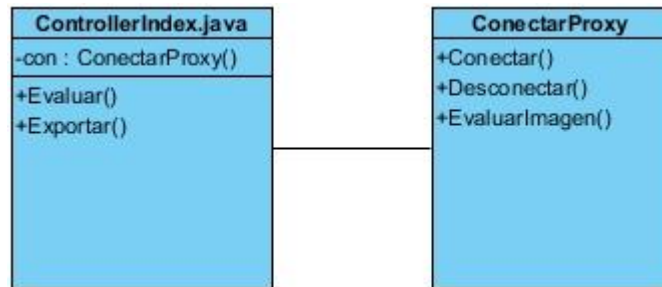 ControllerIndex.java
-con : ConectarProxy()
+Evaluar()
+Exportar()
ConectarProxy
+Conectar()
+Desconectar()
+EvaluarImagen()